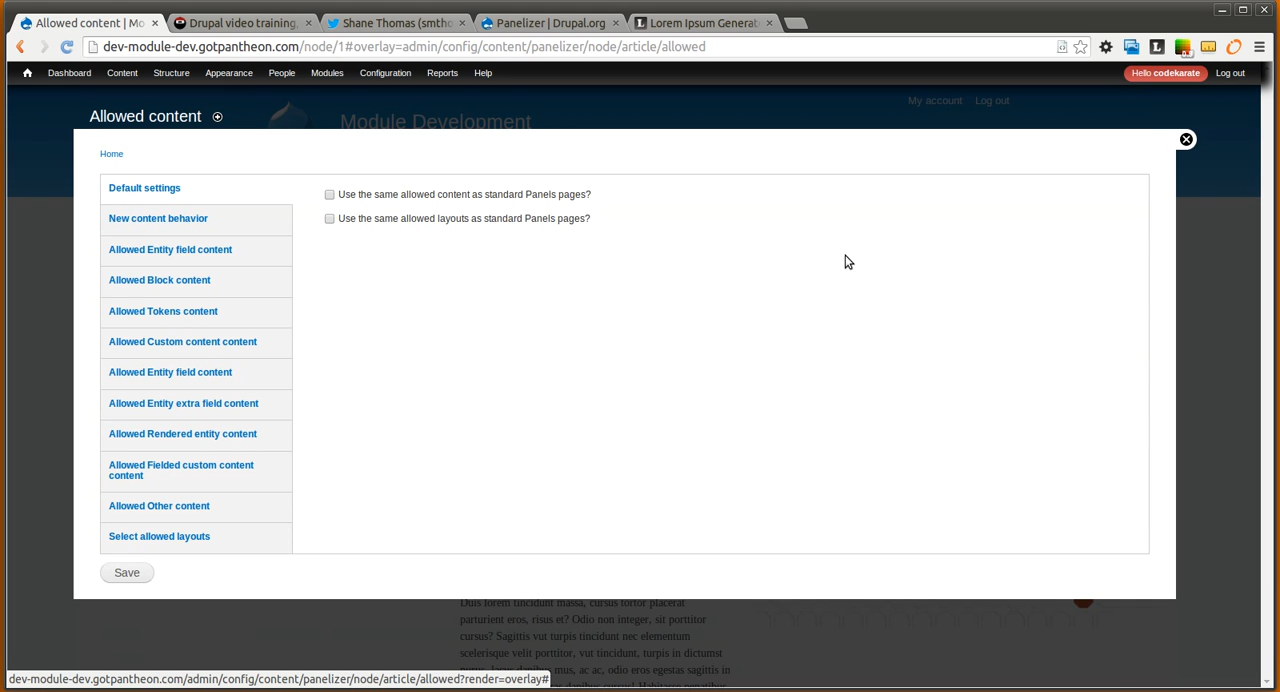 Allowed content | Mo
Drupal video training,
Shane Thomas (smtho
Panelizer | Drupal.org
Lorem Ipsum Generat
dev-module-dev.gotpantheon.com/node/1#overlay=admin/config/content/panelizer/node/article/allowed
Dashboard Content Structure Appearance People Modules Configuration Reports Help Hello codekarate Log out
My account Log out
Allowed content
Module Development
Home
Default settings
Use the same allowed content as standard Panels pages?
New content behavior
Use the same allowed layouts as standard Panels pages?
Allowed Entity field content
Allowed Block content
Allowed Tokens content
Allowed Custom content content
Allowed Entity field content
Allowed Entity extra field content
Allowed Rendered entity content
Allowed Fielded custom content
content
Allowed Other content
Select allowed layouts
Save
Duis lorem tincidunt massa, cursus tortor placerat
parturient eros, risus et? Odio non integer, sit porttitor
cursus? Sagittis vut turpis tincidunt nec elementum
scelerisque velit porttitor, vut tincidunt, turpis in dictumst
mus, ac ac, odio eros egestas sagittis in
dev-module-dev.gotpantheon.com/admin/config/content/panelizer/node/article/allowed?render=overlay#